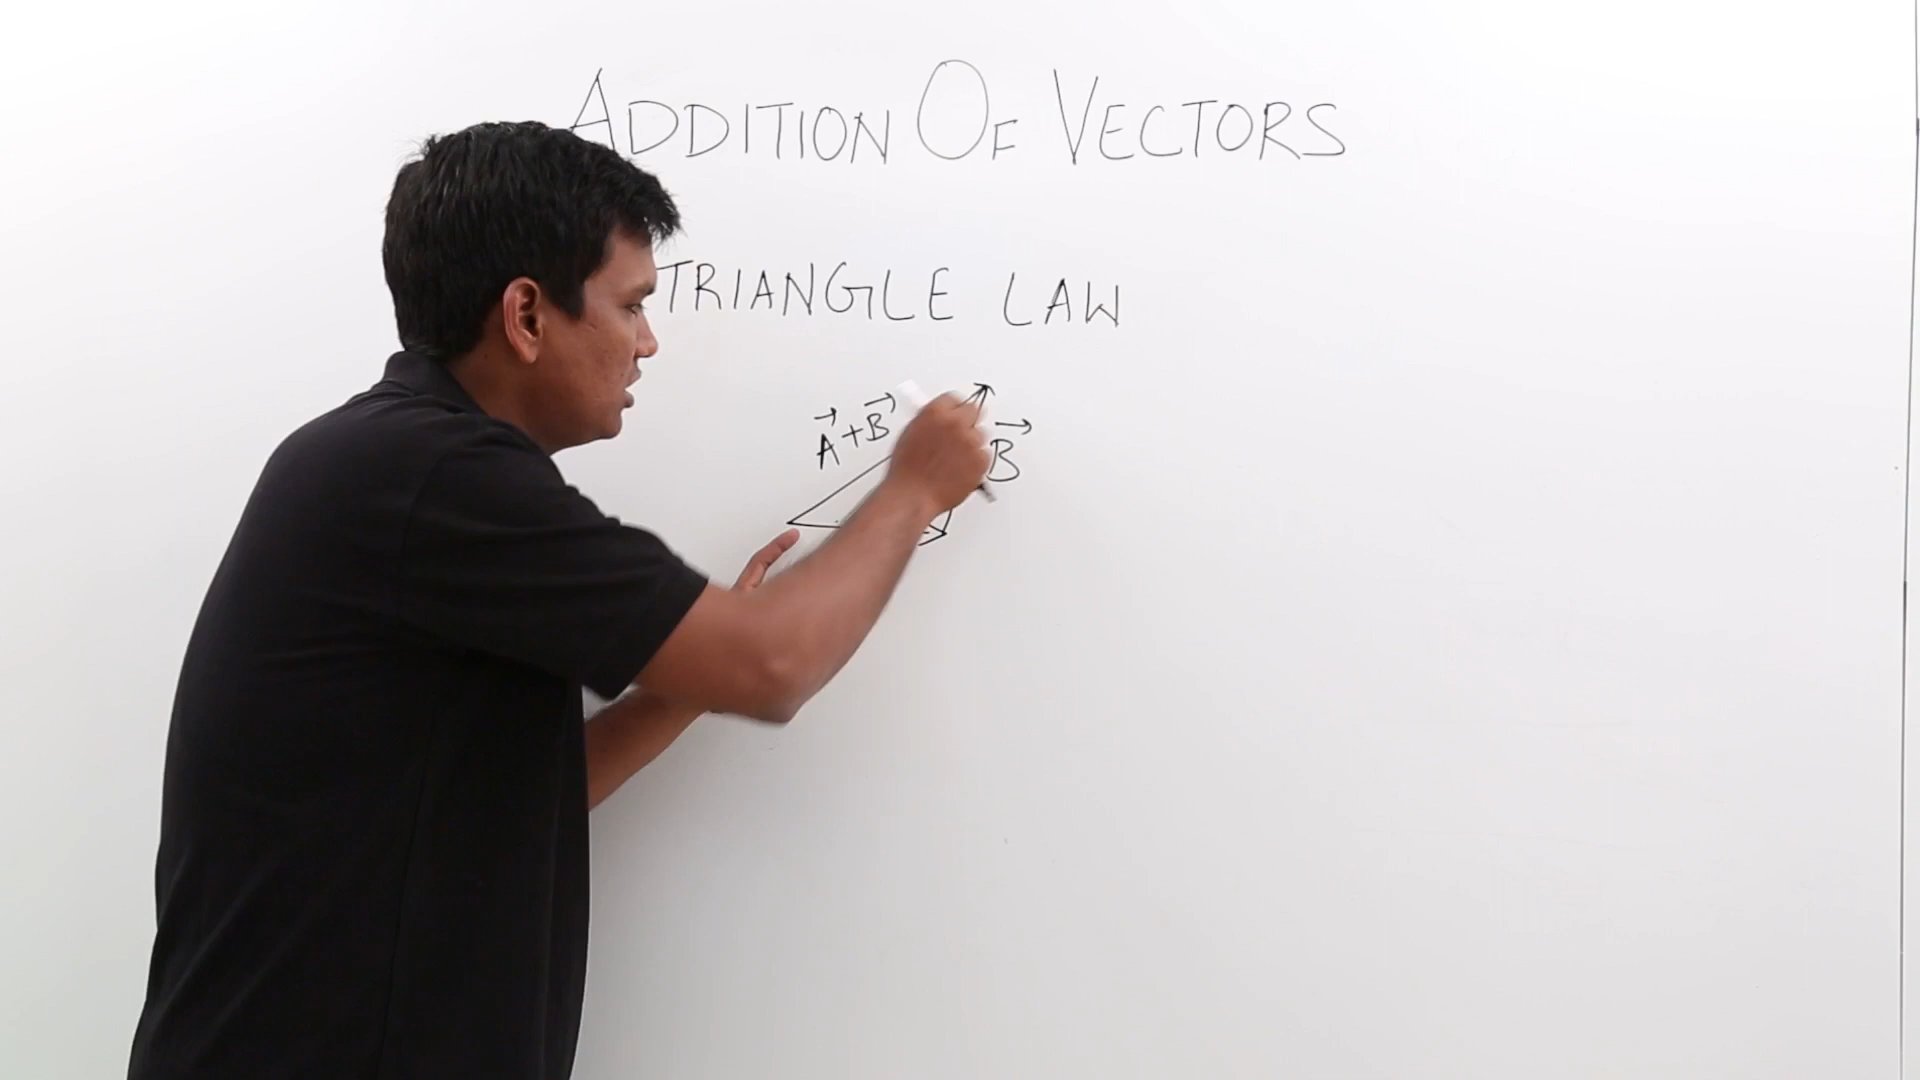 ADDITION OF VECTORS
TRIANGLE LAW
A⃗+B⃗
B⃗